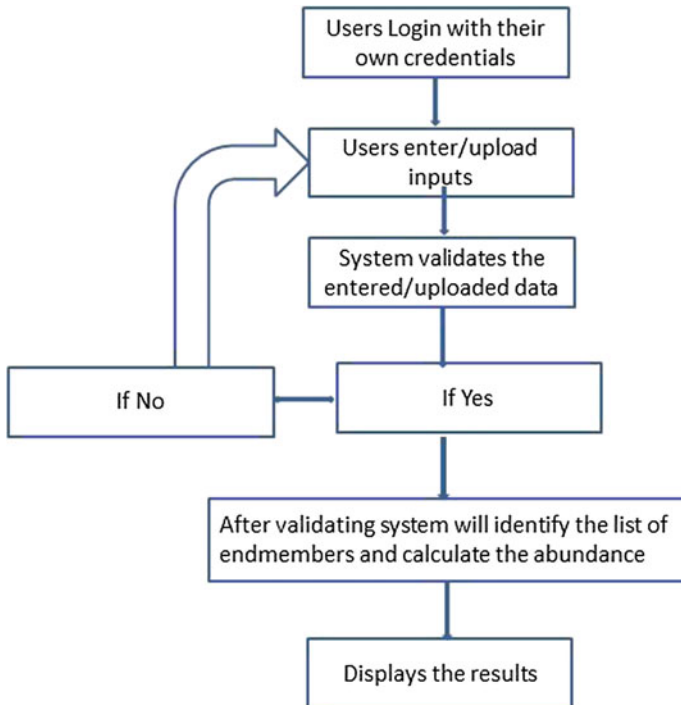 Users Login with their
own credentials
Users enter/upload
inputs
System validates the
entered/uploaded data
If No
If Yes
After validating system will identify the list of
endmembers and calculate the abundance
Displays the results